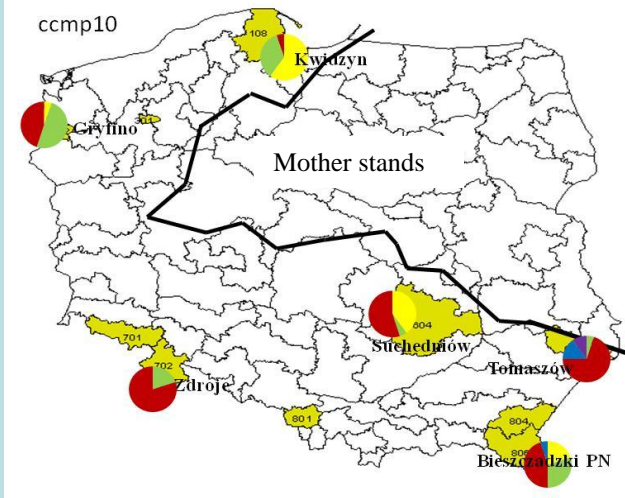 ccmp10
108
Kwidzyn
Gryfino
Mother stands
604
Suchedniów
701
702
Zdroje
Tomaszów
801
804
Bieszczadzki PN